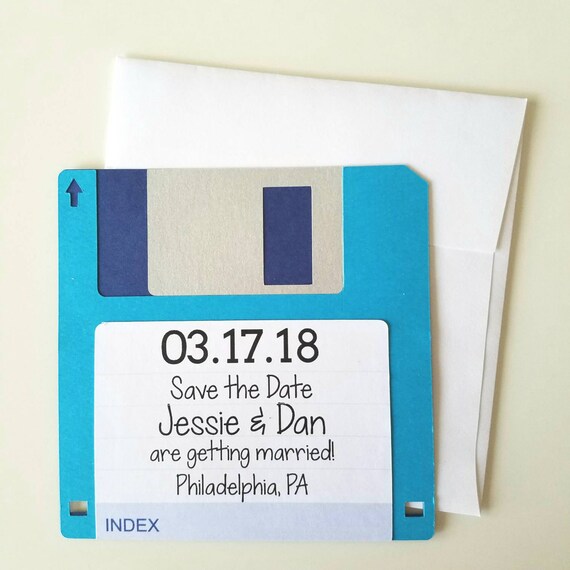 03.17.18
Save the Date
Jessie & Dan
are getting married!
Philadelphia, PA
INDEX